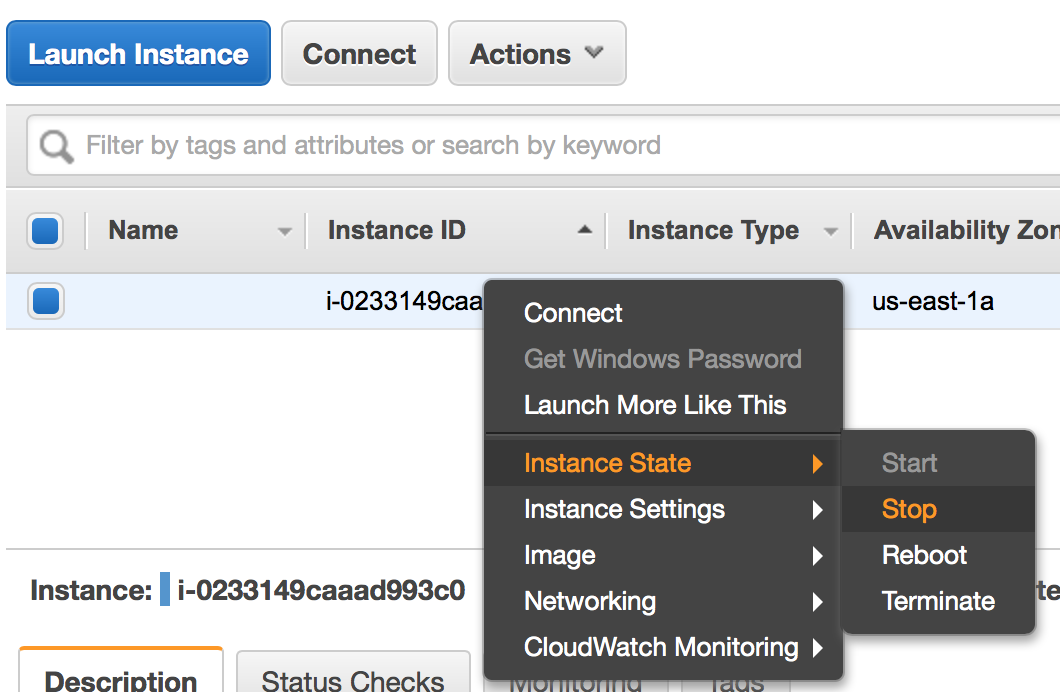 Launch Instance Connect Actions
Filter by tags and attributes or search by keyword
Name Instance ID Instance Type Availability Zon
i-0233149caa us-east-1a
Connect
Get Windows Password
Launch More Like This
Instance State
Instance Settings
Image
Networking
CloudWatch Monitoring
Start
Stop
Reboot
Terminate
Instance: i-0233149caaad993c0
Description Status Checks Monitoring Tags